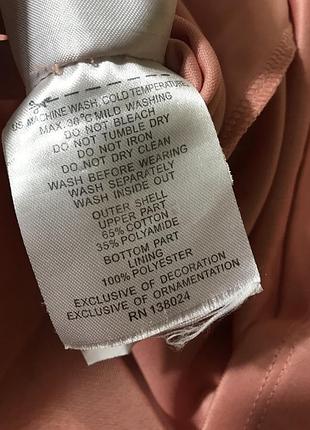 US MACHINE WASH, COLD TEMPERATURE,
MAX 30°C MILD WASHING
DO NOT BLEACH
DO NOT TUMBLE DRY
DO NOT IRON
DO NOT DRY CLEAN
WASH BEFORE WEARING
WASH SEPARATELY
WASH INSIDE OUT
OUTER SHELL
UPPER PART
65% COTTON
35% POLYAMIDE
BOTTOM PART
LINING
100% POLYESTER
EXCLUSIVE OF DECORATION
EXCLUSIVE OF ORNAMENTATION
RN 138024